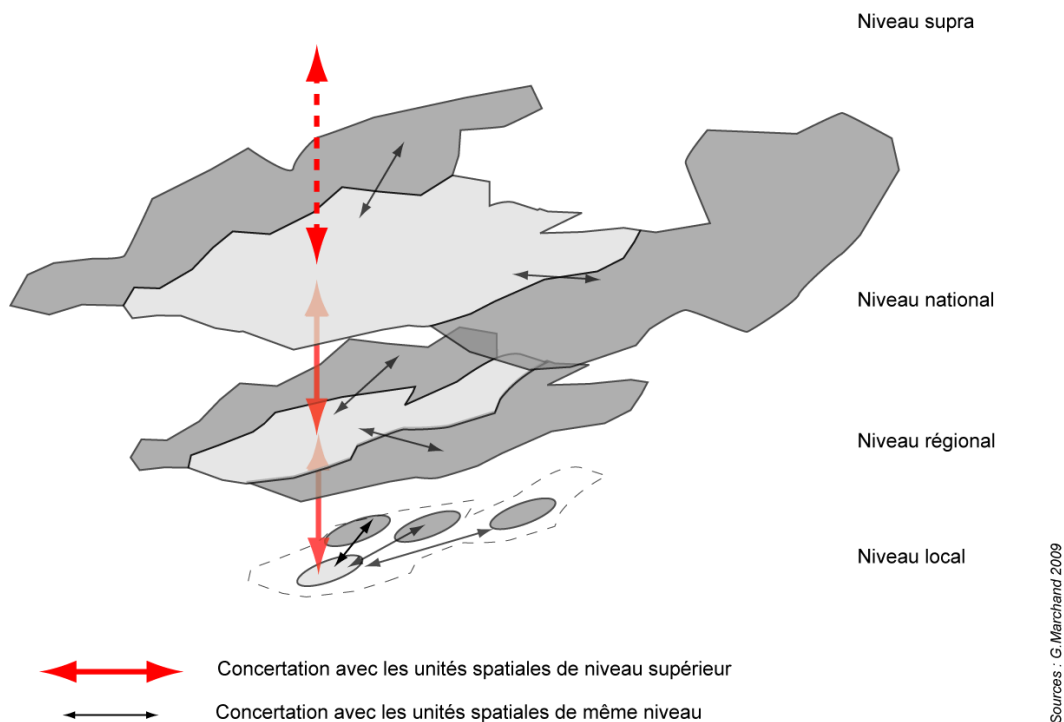 Niveau supra
Niveau national
Niveau régional
Niveau local
Concertation avec les unités spatiales de niveau supérieur
Concertation avec les unités spatiales de même niveau
Sources : G.Marchand 2009